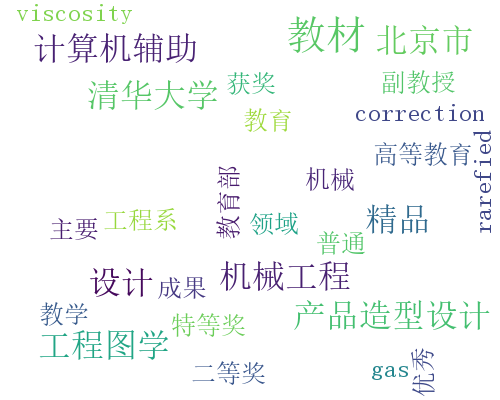 viscosity
教材
北京市
计算机辅助
清华大学
获奖
副教授
教育
correction
rarefied
高等教育
机械
教育部
主要
工程系
领域
精品
普通
设计
成果
机械工程
教学
特等奖
产品造型设计
工程图学
二等奖
gas
优秀